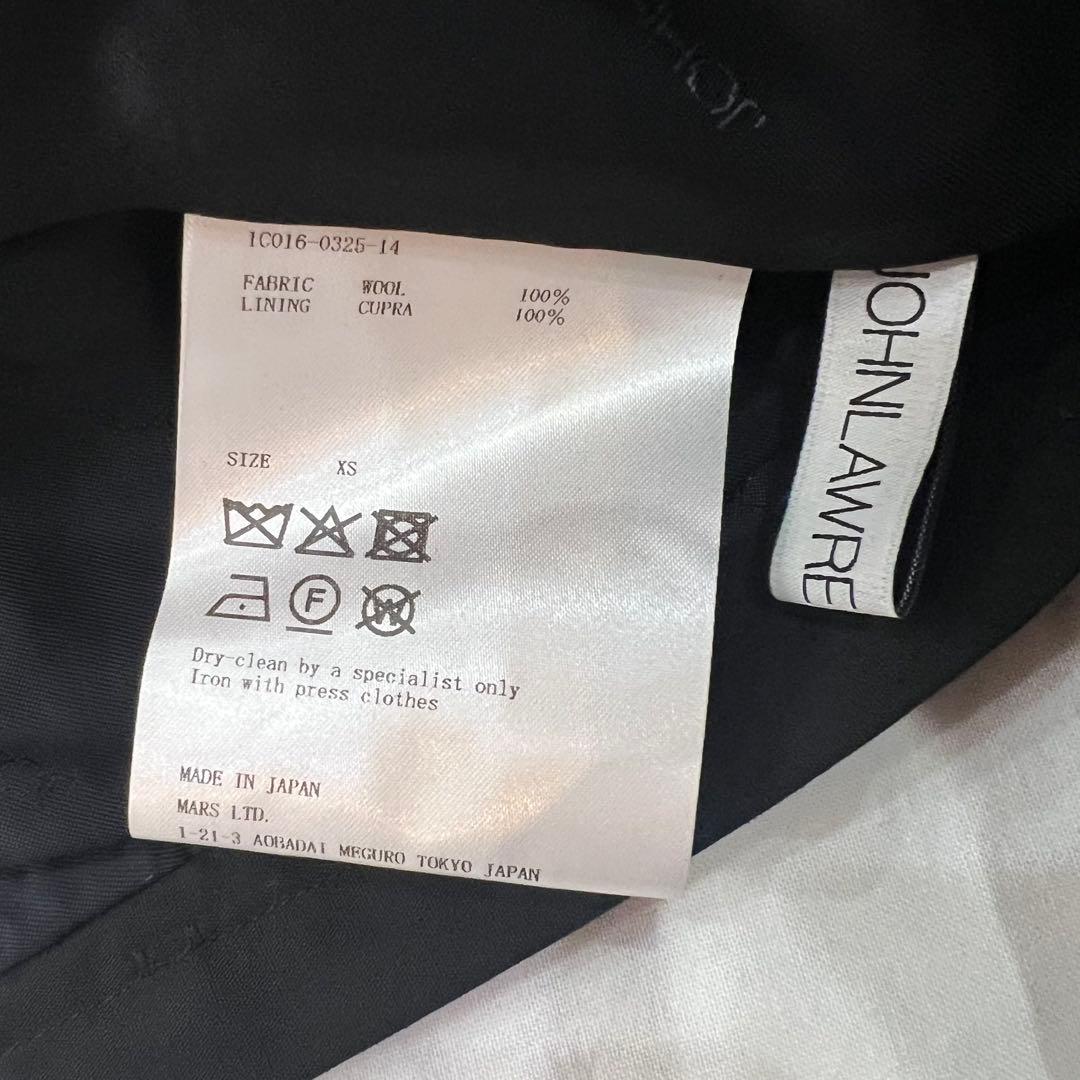 1C016-0325-14
FABRIC WOOL 100%
LINING CUPRA 100%
SIZE XS
F
W
Dry-clean by a specialist only
Iron with press clothes
MADE IN JAPAN
MARS LTD.
1-21-3 AOBADAI MEGURO TOKYO JAPAN
JOHNLAWRE
JOH